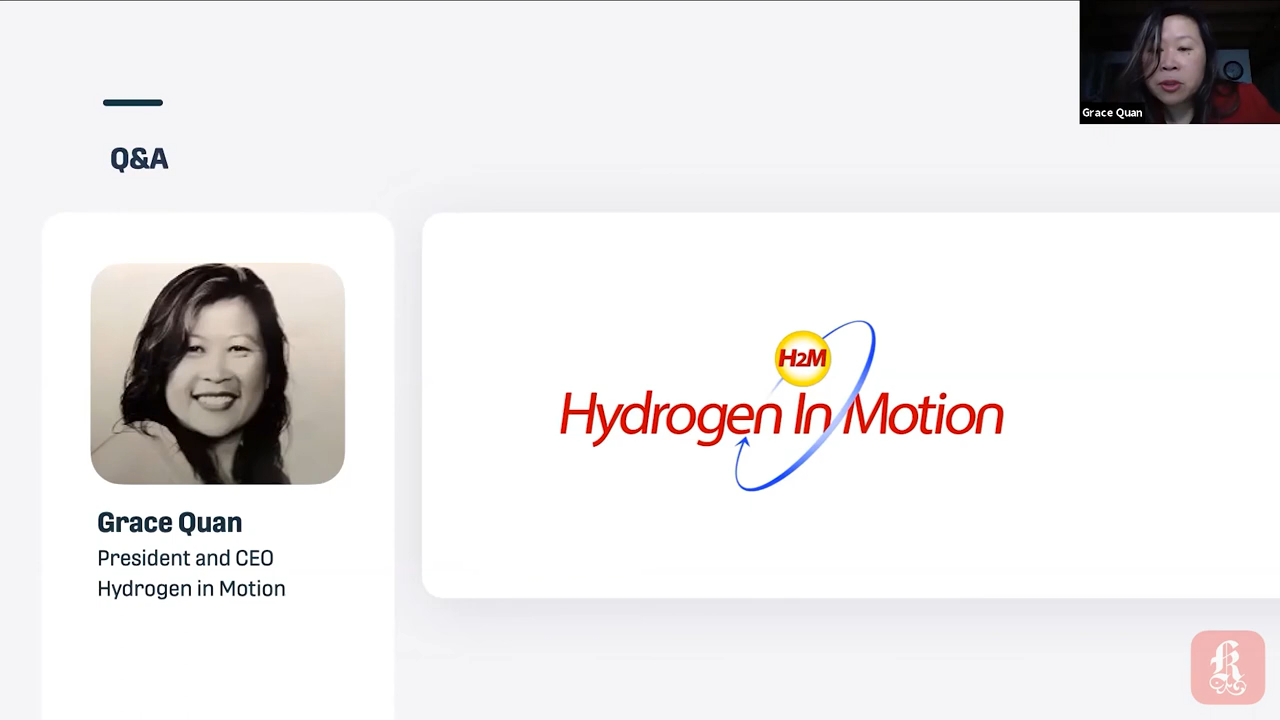 Grace Quan
Q&A
H2M
Hydrogen In Motion
Grace Quan
President and CEO
Hydrogen in Motion